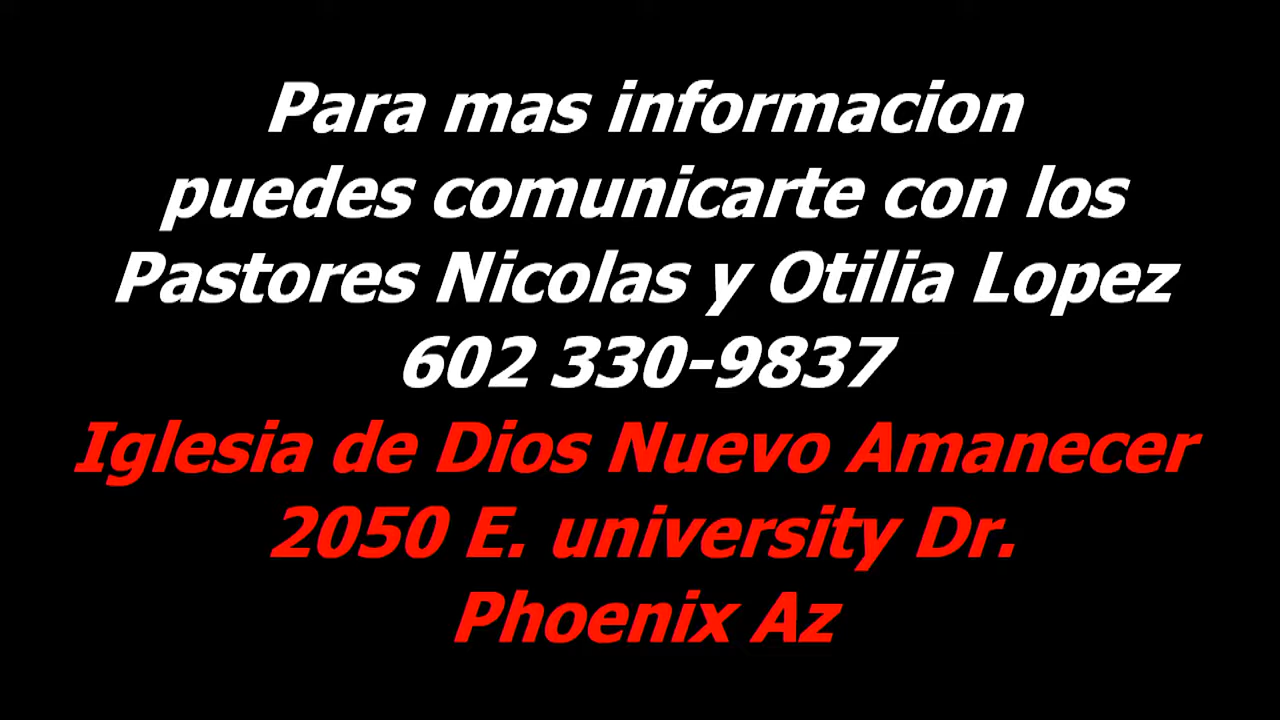 Para mas informacion
puedes comunicarte con los
Pastores Nicolas y Otilia Lopez
602 330-9837
Iglesia de Dios Nuevo Amanecer
2050 E. university Dr.
Phoenix Az